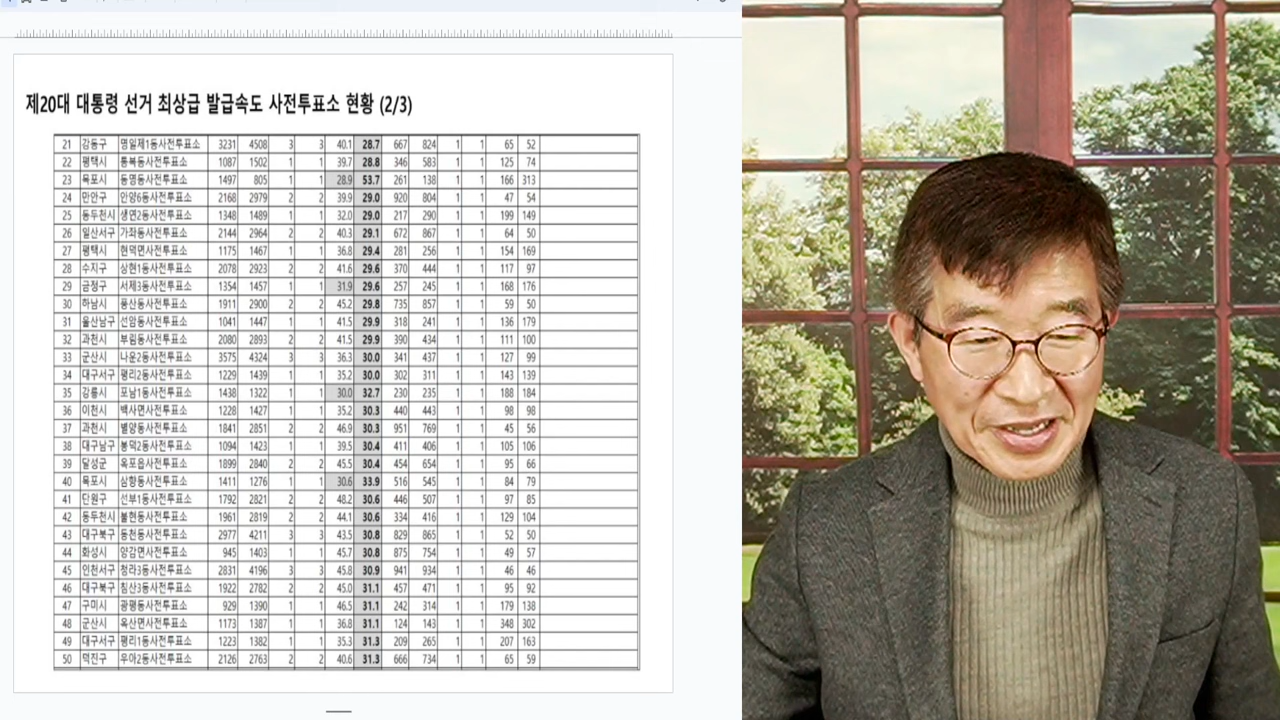 제20대 대통령 선거 최상급 발급속도 사전투표소 현황 (2/3)
21 강동구 명일제1동사전투표소 3231 4508 3 3 40.1 28.7 667 824 1 1 65 52
22 평택시 통복동사전투표소 1087 1502 1 1 39.7 28.8 346 583 1 1 125 74
23 목포시 동명동사전투표소 1497 805 1 1 28.9 53.7 261 138 1 1 166 313
24 만안구 안양6동사전투표소 2168 2979 2 2 39.9 29.0 920 804 1 1 47 54
25 동두천시 생연2동사전투표소 1348 1489 1 1 32.0 29.0 217 290 1 1 199 149
26 일산서구 가좌동사전투표소 2144 2964 2 2 40.3 29.1 672 867 1 1 64 50
27 평택시 현덕면사전투표소 1175 1467 1 1 36.8 29.4 281 256 1 1 154 169
28 수지구 상현1동사전투표소 2078 2923 2 2 41.6 29.6 370 444 1 1 117 97
29 금정구 서제3동사전투표소 1354 1457 1 1 31.9 29.6 257 245 1 1 168 176
30 하남시 풍산동사전투표소 1911 2900 2 2 45.2 29.8 735 857 1 1 59 50
31 울산남구 선암동사전투표소 1041 1447 1 1 41.5 29.9 318 241 1 1 136 179
32 과천시 부림동사전투표소 2080 2893 2 2 41.5 29.9 390 434 1 1 111 100
33 군산시 나운2동사전투표소 3575 4324 3 3 36.3 30.0 341 437 1 1 127 99
34 대구서구 평리2동사전투표소 1229 1439 1 1 35.2 30.0 302 311 1 1 143 139
35 강릉시 포남1동사전투표소 1438 1322 1 1 30.0 32.7 230 235 1 1 188 184
36 이천시 백사면사전투표소 1228 1427 1 1 35.2 30.3 440 443 1 1 98 98
37 과천시 별양동사전투표소 1841 2851 2 2 46.9 30.3 951 769 1 1 45 56
38 대구남구 봉덕2동사전투표소 1094 1423 1 1 39.5 30.4 411 406 1 1 105 106
39 달성군 옥포읍사전투표소 1899 2840 2 2 45.5 30.4 454 654 1 1 95 66
40 목포시 삼향동사전투표소 1411 1276 1 1 30.6 33.9 516 545 1 1 84 79
41 단원구 선부1동사전투표소 1792 2821 2 2 48.2 30.6 446 507 1 1 97 85
42 동두천시 불현동사전투표소 1961 2819 2 2 44.1 30.6 334 416 1 1 129 104
43 대구북구 동천동사전투표소 2977 4211 3 3 43.5 30.8 829 865 1 1 52 50
44 화성시 양감면사전투표소 945 1403 1 1 45.7 30.8 875 754 1 1 49 57
45 인천서구 청라3동사전투표소 2831 4196 3 3 45.8 30.9 941 934 1 1 46 46
46 대구북구 침산3동사전투표소 1922 2782 2 2 45.0 31.1 457 471 1 1 95 92
47 구미시 광평동사전투표소 929 1390 1 1 46.5 31.1 242 314 1 1 179 138
48 군산시 옥산면사전투표소 1173 1387 1 1 36.8 31.1 124 143 1 1 348 302
49 대구서구 평리1동사전투표소 1223 1382 1 1 35.3 31.3 209 265 1 1 207 163
50 덕진구 우아2동사전투표소 2126 2763 2 2 40.6 31.3 666 734 1 1 65 59